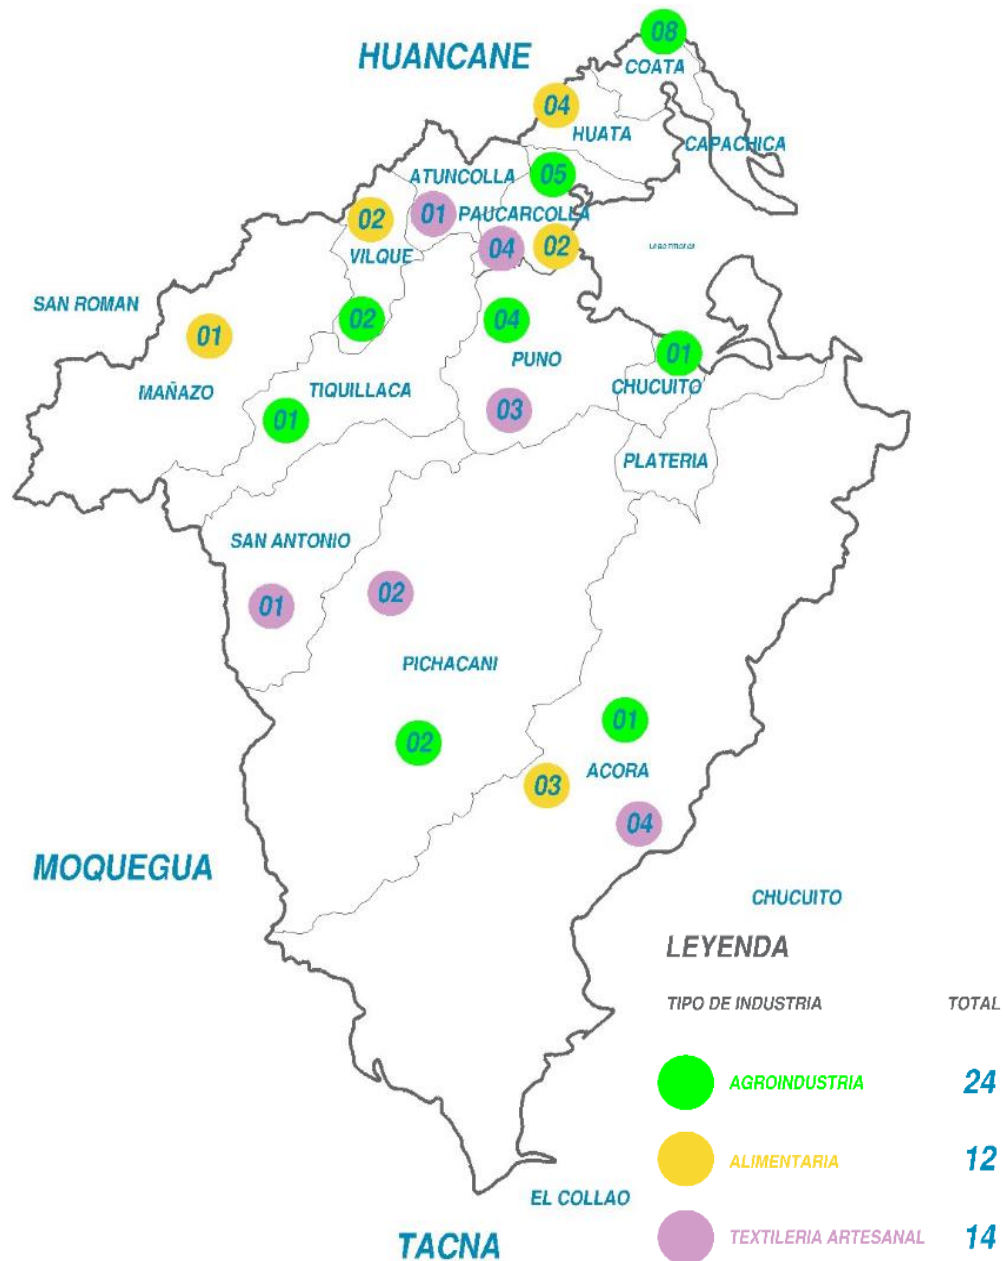 08
HUANCANE
COATA
04
HUATA
CAPACHICA
ATUNCOLLA
05
02
01
PAUCARCOLLA
VILQUE
04
02
SAN ROMAN
01
02
04
PUNO
01
MAÑAZO
TIQUILLACA
CHUCUITO
01
03
PLATERIA
SAN ANTONIO
01
02
PICHACANI
02
01
ACORA
03
04
MOQUEGUA
CHUCUITO
LEYENDA
TIPO DE INDUSTRIA TOTAL
AGROINDUSTRIA 24
ALIMENTARIA 12
EL COLLAO
TEXTILERIA ARTESANAL 14
TACNA